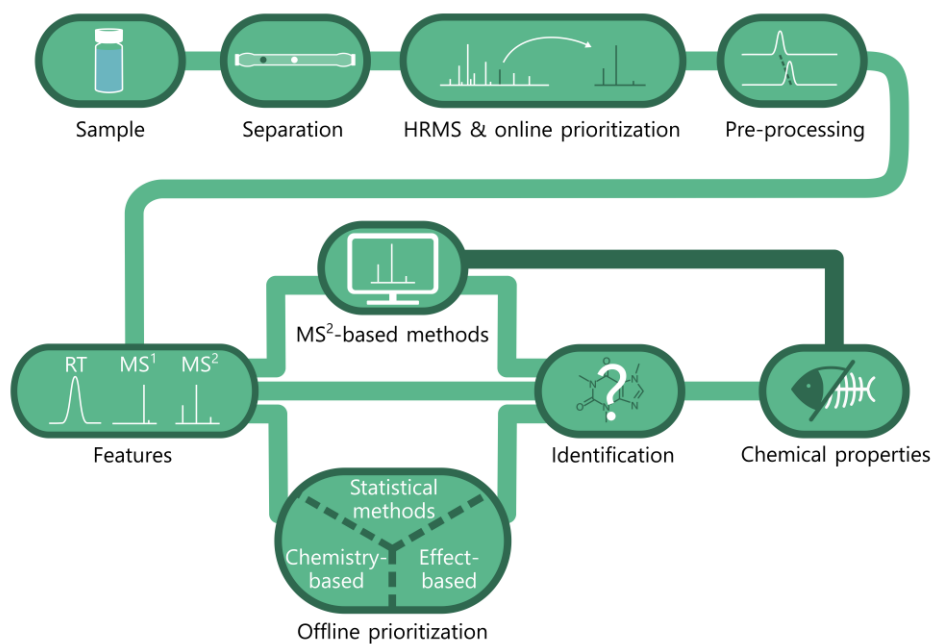 Sample
Separation
HRMS & online prioritization
Pre-processing
MS²-based methods
RT MS¹ MS²
Features
?
O
N
N
N
N
O
Identification
Chemical properties
Statistical
methods
Chemistry-
based
Effect-
based
Offline prioritization